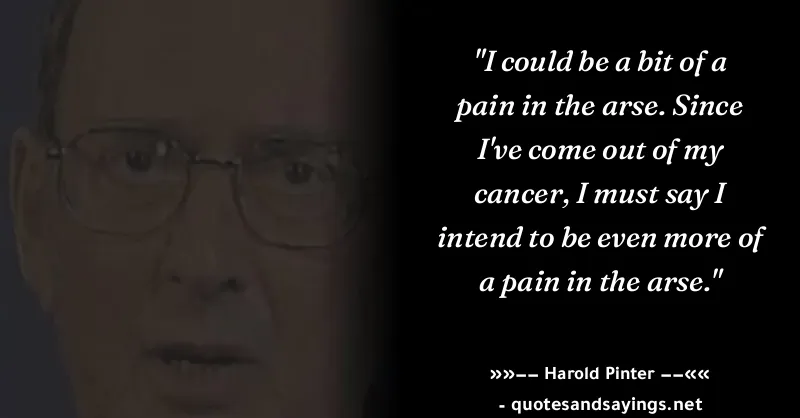 "I could be a bit of a
pain in the arse. Since
I've come out of my
cancer, I must say I
intend to be even more of
a pain in the arse."
»»−− Harold Pinter −−««
- quotesandsayings.net